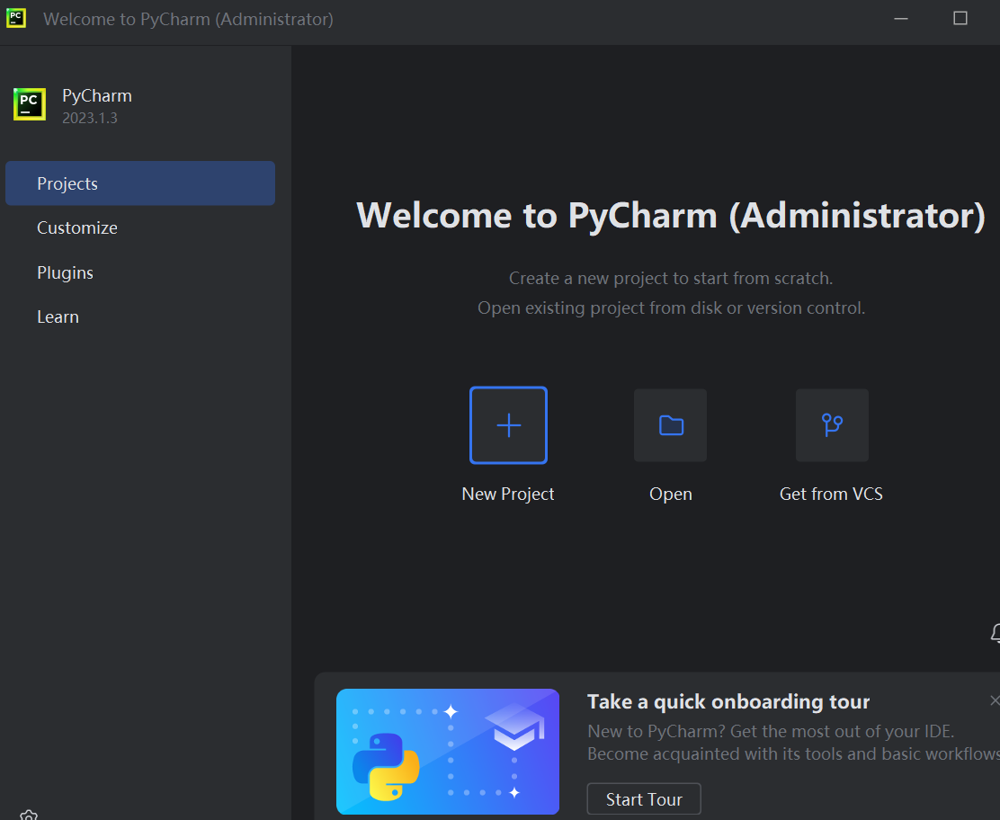 PC
Welcome to PyCharm (Administrator)
PC
PyCharm
2023.1.3
Projects
Customize
Plugins
Learn
Welcome to PyCharm (Administrator)
Create a new project to start from scratch.
Open existing project from disk or version control.
New Project
Open
Get from VCS
Take a quick onboarding tour
New to PyCharm? Get the most out of your IDE.
Become acquainted with its tools and basic workflows
Start Tour